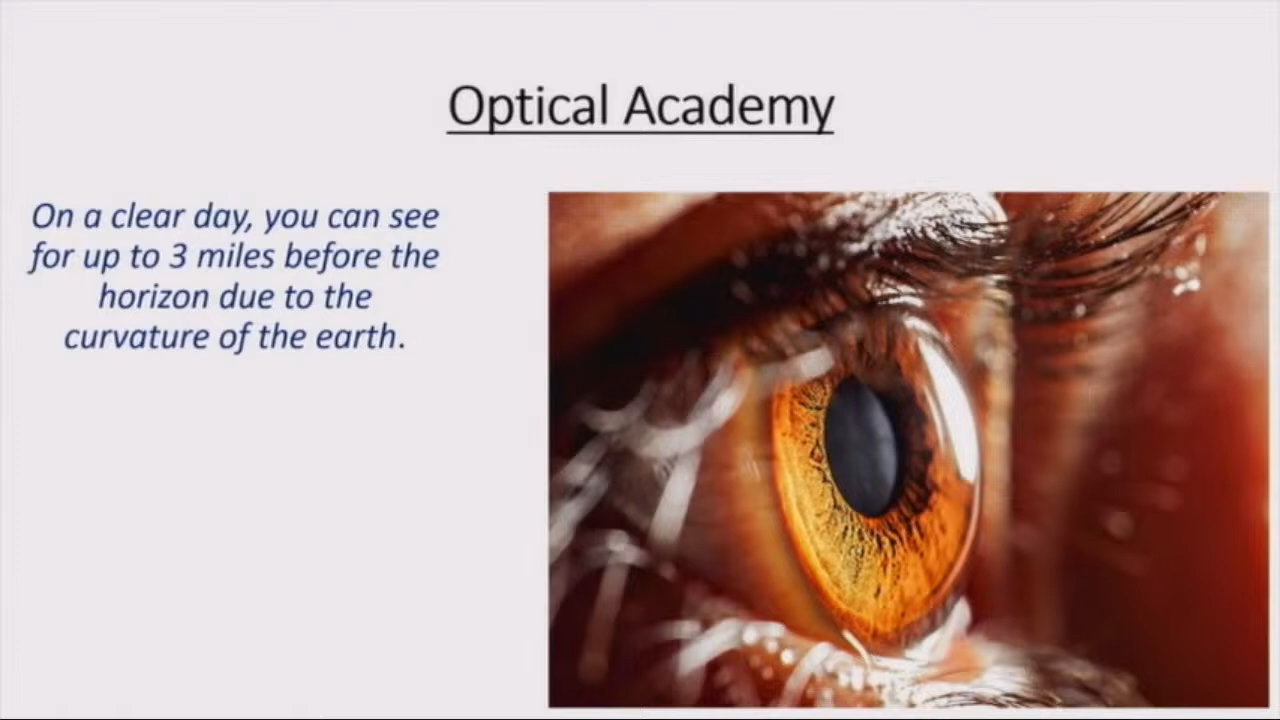 Optical Academy
On a clear day, you can see
for up to 3 miles before the
horizon due to the
curvature of the earth.